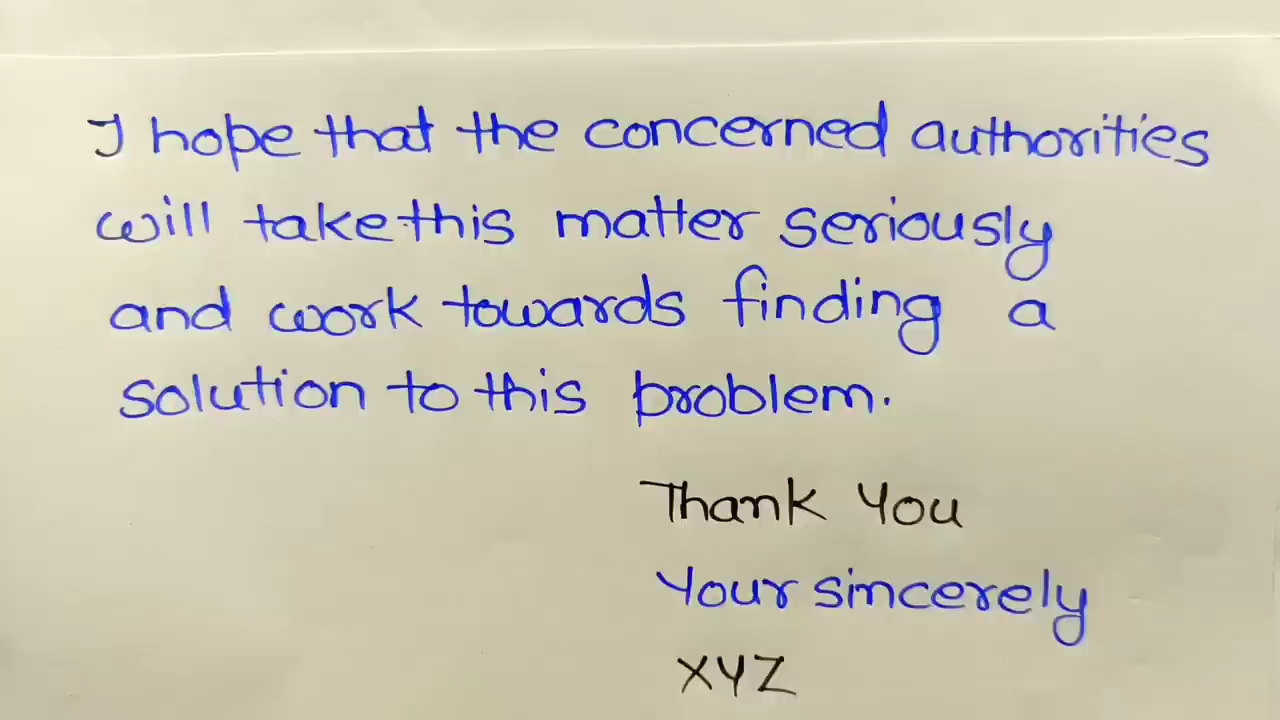 I hope that the concerned authorities
will take this matter seriously
and work towards finding a
solution to this problem.
Thank You
Your sincerely
XYZ